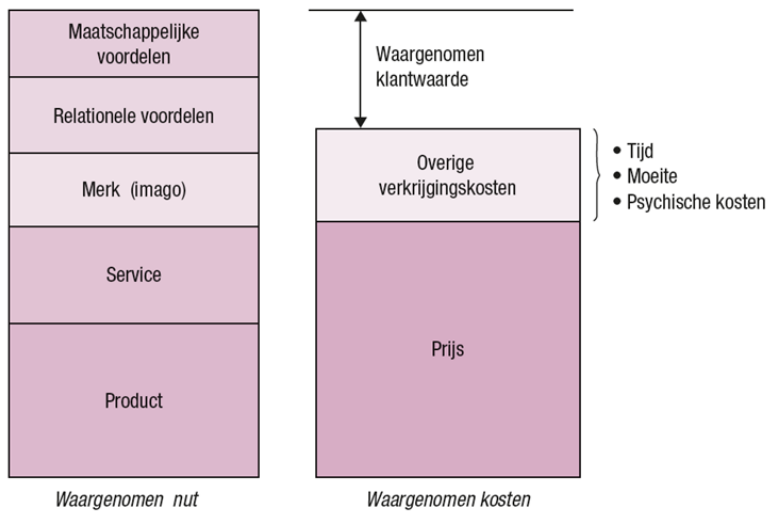 Maatschappelijke
voordelen
Relationele voordelen
Merk (imago)
Service
Product
Waargenomen nut
Waargenomen
klantwaarde
Overige
verkrijgingskosten
• Tijd
• Moeite
• Psychische kosten
Prijs
Waargenomen kosten